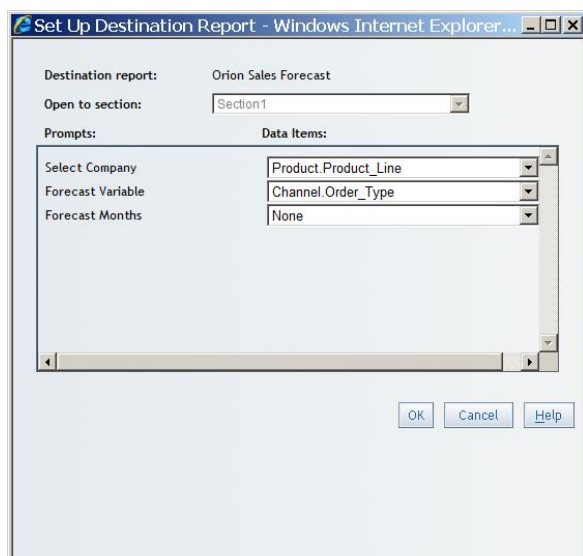 Set Up Destination Report - Windows Internet Explorer...
Destination report: Orion Sales Forecast
Open to section: Section1
Prompts: Data Items:
Select Company Product.Product_Line
Forecast Variable Channel.Order_Type
Forecast Months None
OK Cancel Help